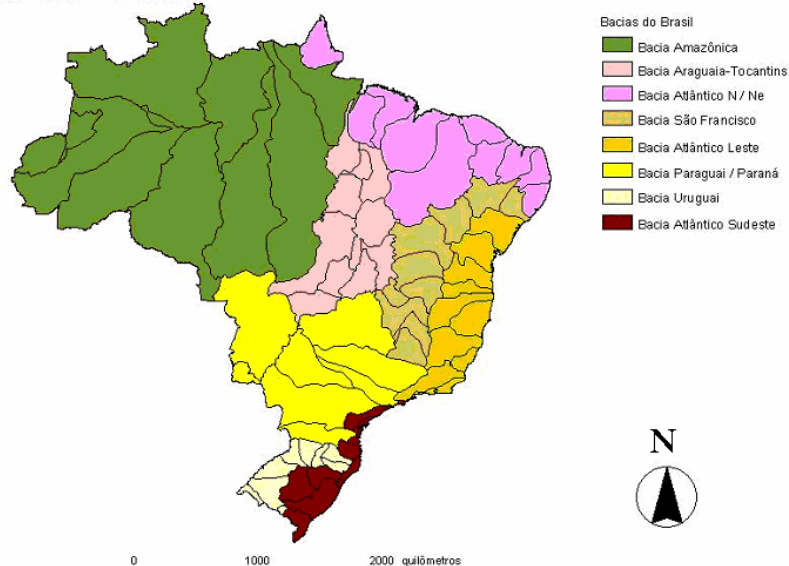 Bacias do Brasil
Bacia Amazônica
Bacia Araguaia-Tocantins
Bacia Atlântico N / Ne
Bacia São Francisco
Bacia Atlântico Leste
Bacia Paraguai / Paraná
Bacia Uruguai
Bacia Atlântico Sudeste
N
0 1000 2000 quilômetros